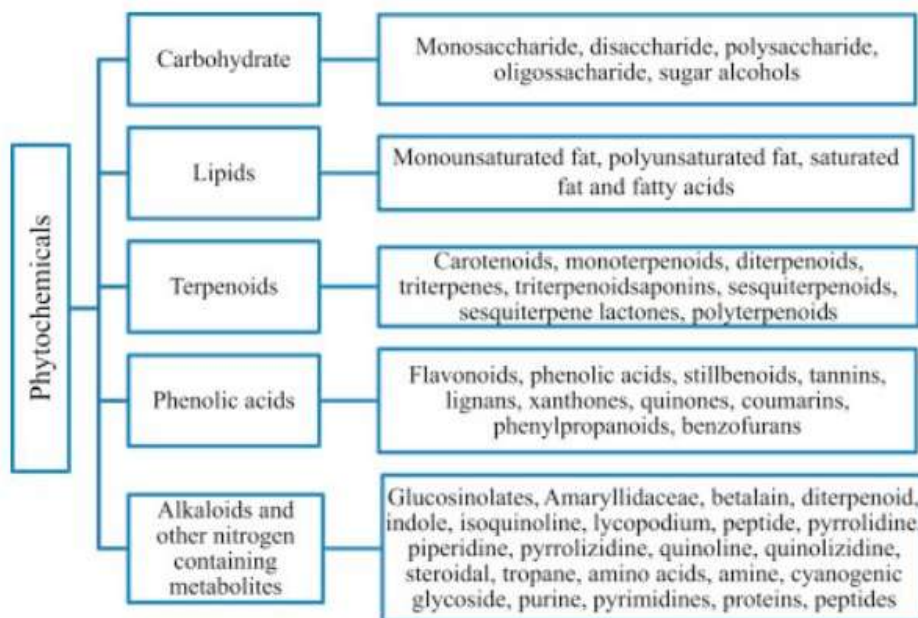 Phytochemicals
Carbohydrate
Monosaccharide, disaccharide, polysaccharide,
oligossacharide, sugar alcohols
Lipids
Monounsaturated fat, polyunsaturated fat, saturated
fat and fatty acids
Terpenoids
Carotenoids, monoterpenoids, diterpenoids,
triterpenes, triterpenoidsaponins, sesquiterpenoids,
sesquiterpene lactones, polyterpenoids
Phenolic acids
Flavonoids, phenolic acids, stillbenoids, tannins,
lignans, xanthones, quinones, coumarins,
phenylpropanoids, benzofurans
Alkaloids and
other nitrogen
containing
metabolites
Glucosinolates, Amaryllidaceae, betalain, diterpenoid,
indole, isoquinoline, lycopodium, peptide, pyrrolidine,
piperidine, pyrrolizidine, quinoline, quinolizidine,
steroidal, tropane, amino acids, amine, cyanogenic
glycoside, purine, pyrimidines, proteins, peptides